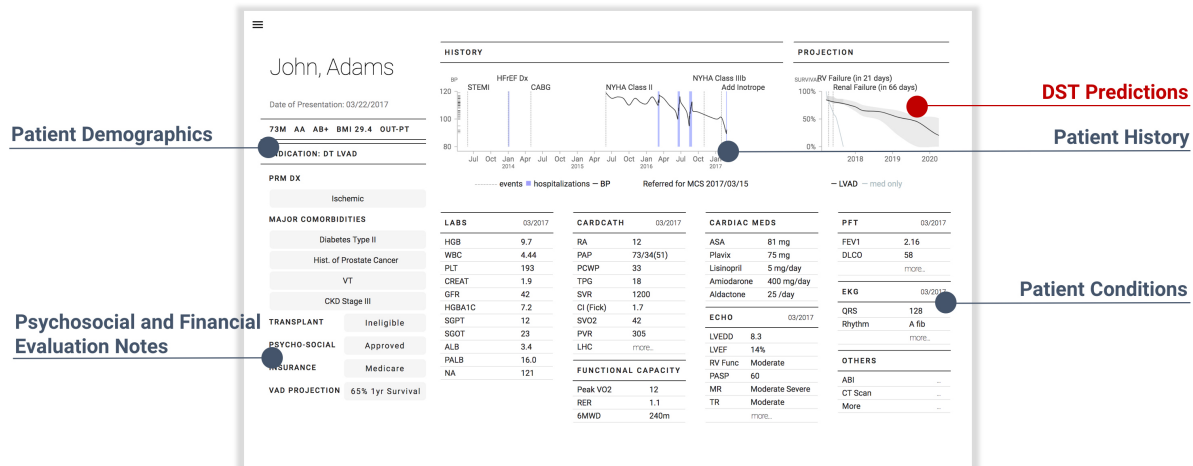 John, Adams
Date of Presentation: 03/22/2017
73M AA AB+ BMI 29.4 OUT-PT
INDICATION: DT LVAD
PRM DX
Ischemic
MAJOR COMORBIDITIES
Diabetes Type II
Hist. of Prostate Cancer
VT
CKD Stage III
TRANSPLANT Ineligible
PSYCHO-SOCIAL Approved
INSURANCE Medicare
VAD PROJECTION 65% 1yr Survival
Patient Demographics
Psychosocial and Financial
Evaluation Notes
HISTORY
BP
STEMI HFrEF Dx CABG NYHA Class II NYHA Class IIIb Add Inotrope
120
100
80
Jul Oct Jan Apr Jul Oct Jan Apr Jul Oct Jan Apr Jul Oct Jan
2014 2015 2016 2017
events hospitalizations BP Referred for MCS 2017/03/15
PROJECTION
SURVIVAL RV Failure (in 21 days)
Renal Failure (in 66 days)
100%
50%
0%
2018 2019 2020
LVAD med only
DST Predictions
Patient History
Patient Conditions
LABS 03/2017
HGB 9.7
WBC 4.44
PLT 193
CREAT 1.9
GFR 42
HGBA1C 7.2
SGPT 12
SGOT 23
ALB 3.4
PALB 16.0
NA 121
CARDCATH 03/2017
RA 12
PAP 73/34(51)
PCWP 33
TPG 18
SVR 1200
CI (Fick) 1.7
SVO2 42
PVR 305
LHC more..
FUNCTIONAL CAPACITY
Peak VO2 12
RER 1.1
6MWD 240m
CARDIAC MEDS
ASA 81 mg
Plavix 75 mg
Lisinopril 5 mg/day
Amiodarone 400 mg/day
Aldactone 25 /day
ECHO 03/2017
LVEDD 8.3
LVEF 14%
RV Func Moderate
PASP 60
MR Moderate Severe
TR Moderate
more...
PFT 03/2017
FEV1 2.16
DLCO 58
more..
EKG 03/2017
QRS 128
Rhythm A fib
more...
OTHERS
ABI ...
CT Scan ...
More ...